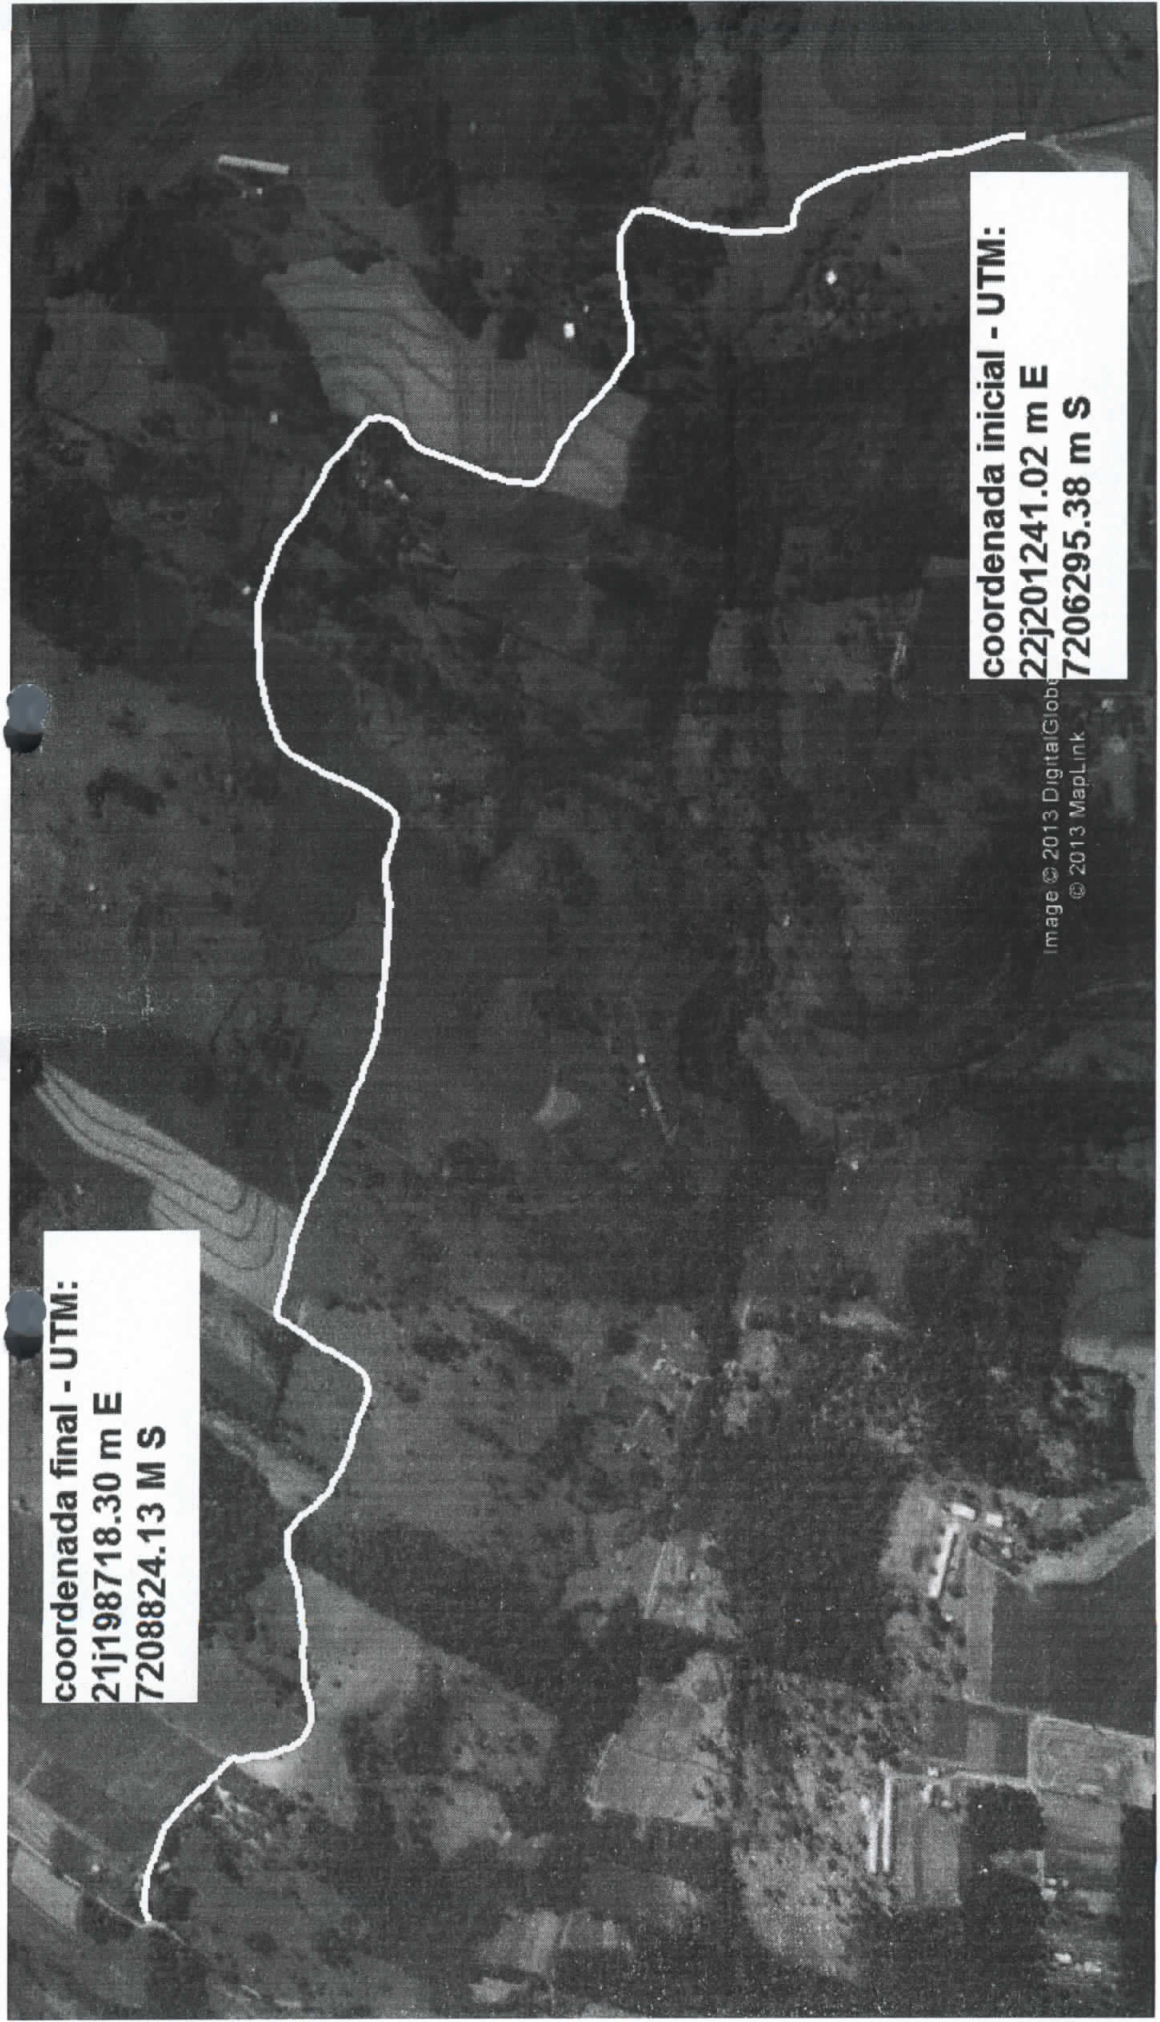 coordenada final - UTM:
21j198718.30 m E
7208824.13 M S
coordenada inicial - UTM:
22j201241.02 m E
7206295.38 m S
Image © 2013 DigitalGlobe
© 2013 MapLink